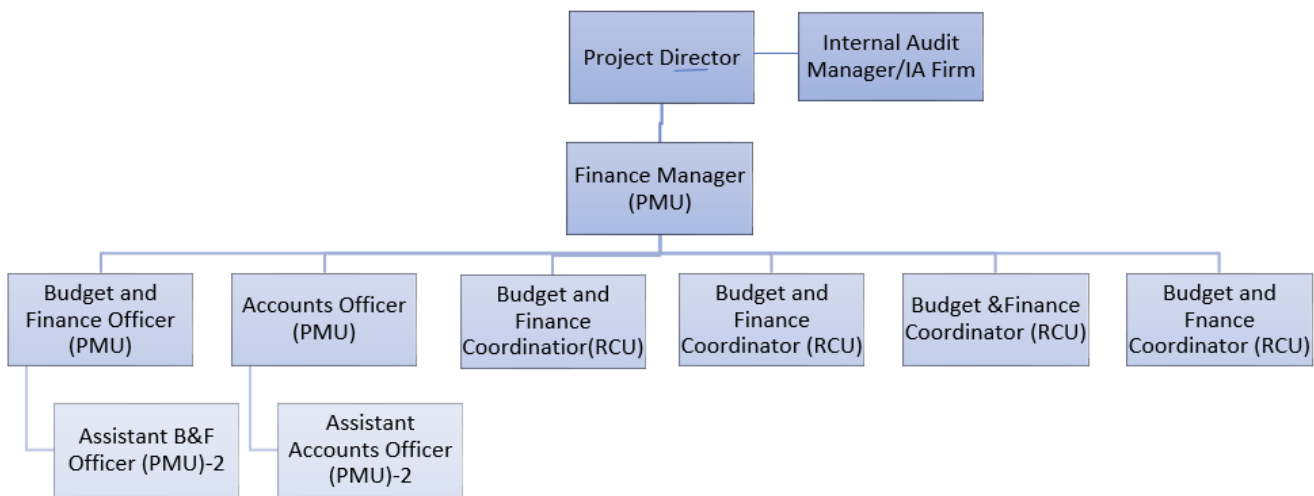 Project Director
Internal Audit
Manager/IA Firm
Finance Manager
(PMU)
Budget and
Finance Officer
(PMU)
Accounts Officer
(PMU)
Budget and
Finance
Coordinatior(RCU)
Budget and
Finance
Coordinator (RCU)
Budget &Finance
Coordinator (RCU)
Budget and
Fnance
Coordinator (RCU)
Assistant B&F
Officer (PMU)-2
Assistant
Accounts Officer
(PMU)-2